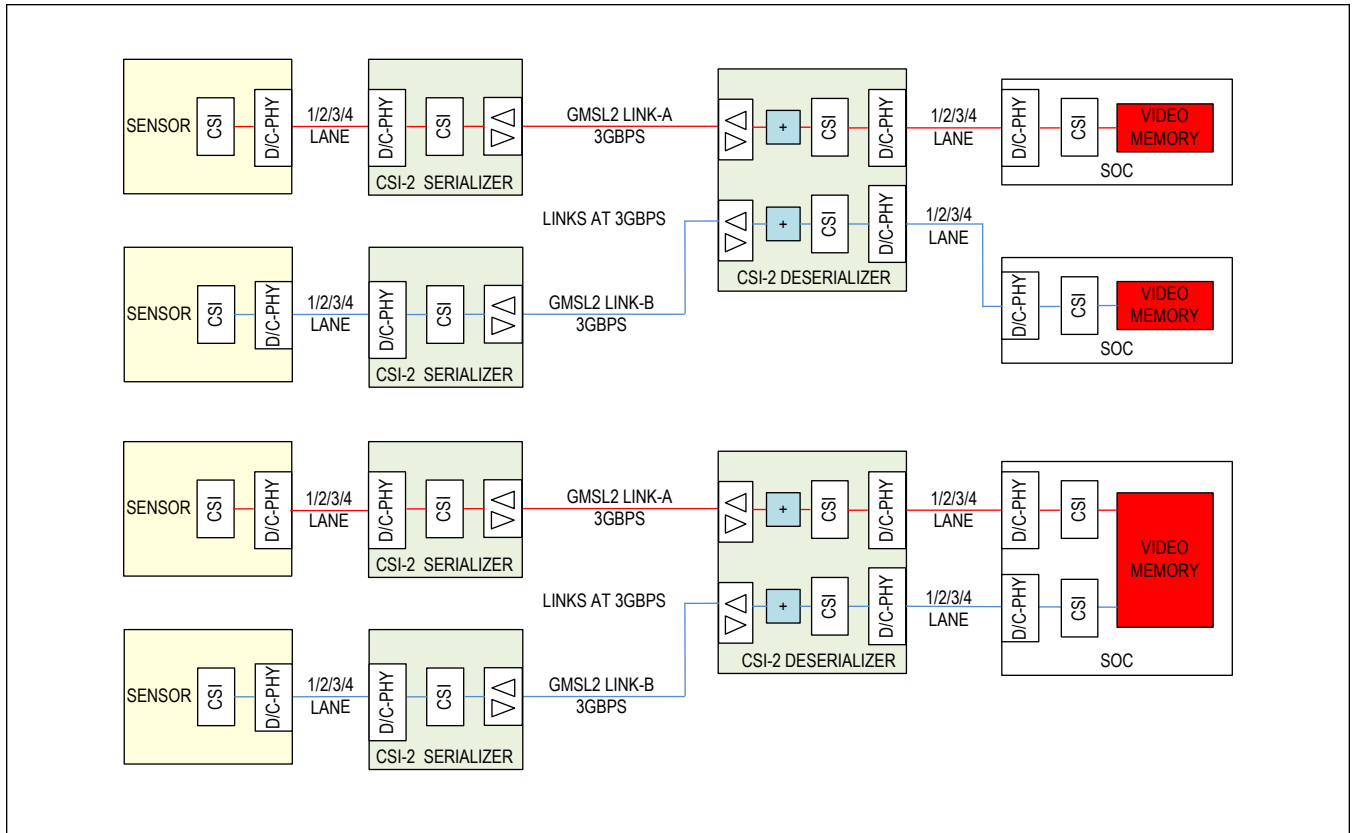 SENSOR
CSI
D/C-PHY
1/2/3/4
LANE
D/C-PHY
CSI
CSI-2 SERIALIZER
GMSL2 LINK-A
3GBPS
+
CSI
D/C-PHY
1/2/3/4
LANE
D/C-PHY
CSI
VIDEO
MEMORY
SOC
LINKS AT 3GBPS
+
CSI
D/C-PHY
CSI-2 DESERIALIZER
1/2/3/4
LANE
SENSOR
CSI
D/C-PHY
1/2/3/4
LANE
D/C-PHY
CSI
CSI-2 SERIALIZER
GMSL2 LINK-B
3GBPS
D/C-PHY
CSI
VIDEO
MEMORY
SOC
SENSOR
CSI
D/C-PHY
1/2/3/4
LANE
D/C-PHY
CSI
CSI-2 SERIALIZER
GMSL2 LINK-A
3GBPS
+
CSI
D/C-PHY
1/2/3/4
LANE
D/C-PHY
CSI
VIDEO
MEMORY
LINKS AT 3GBPS
+
CSI
D/C-PHY
CSI-2 DESERIALIZER
1/2/3/4
LANE
D/C-PHY
CSI
SOC
SENSOR
CSI
D/C-PHY
1/2/3/4
LANE
D/C-PHY
CSI
CSI-2 SERIALIZER
GMSL2 LINK-B
3GBPS